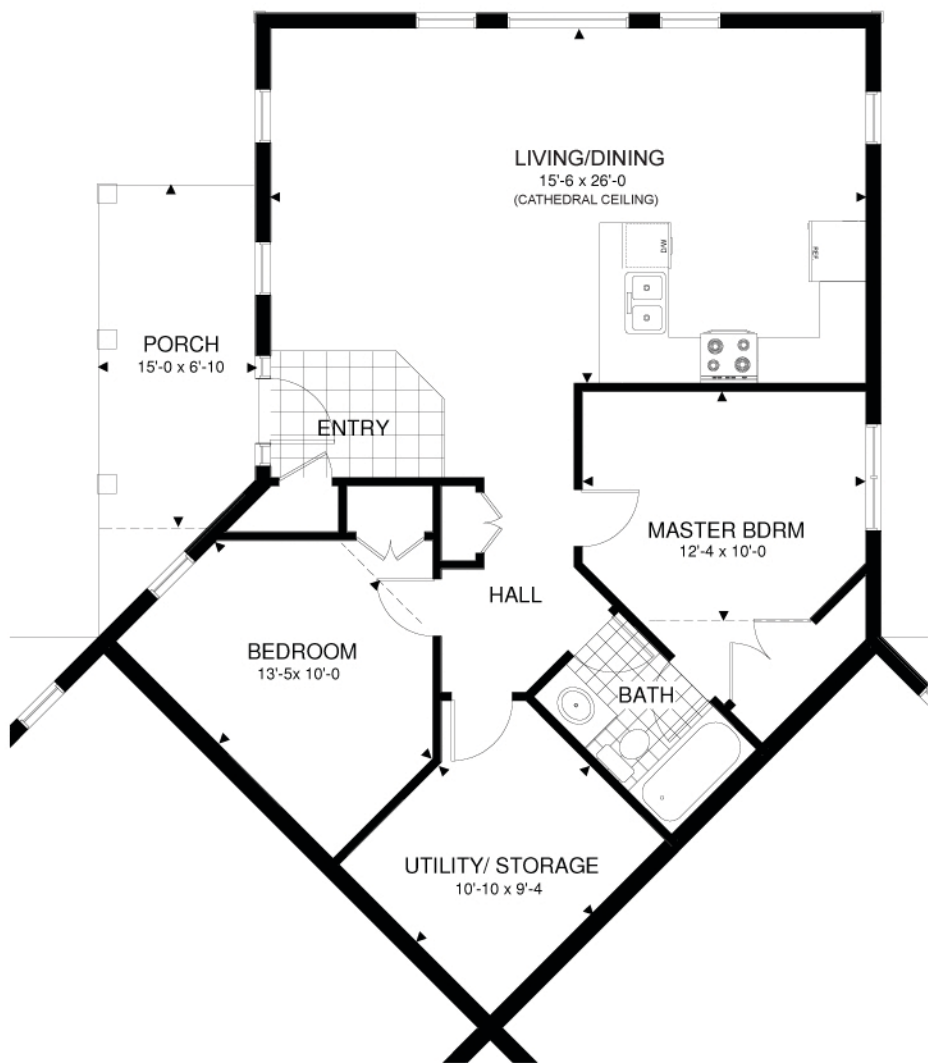 LIVING/DINING
15'-6 x 26'-0
(CATHEDRAL CEILING)
D/W
REF
PORCH
15'-0 x 6'-10
ENTRY
MASTER BDRM
12'-4 x 10'-0
HALL
BEDROOM
13'-5x 10'-0
BATH
UTILITY/ STORAGE
10'-10 x 9'-4